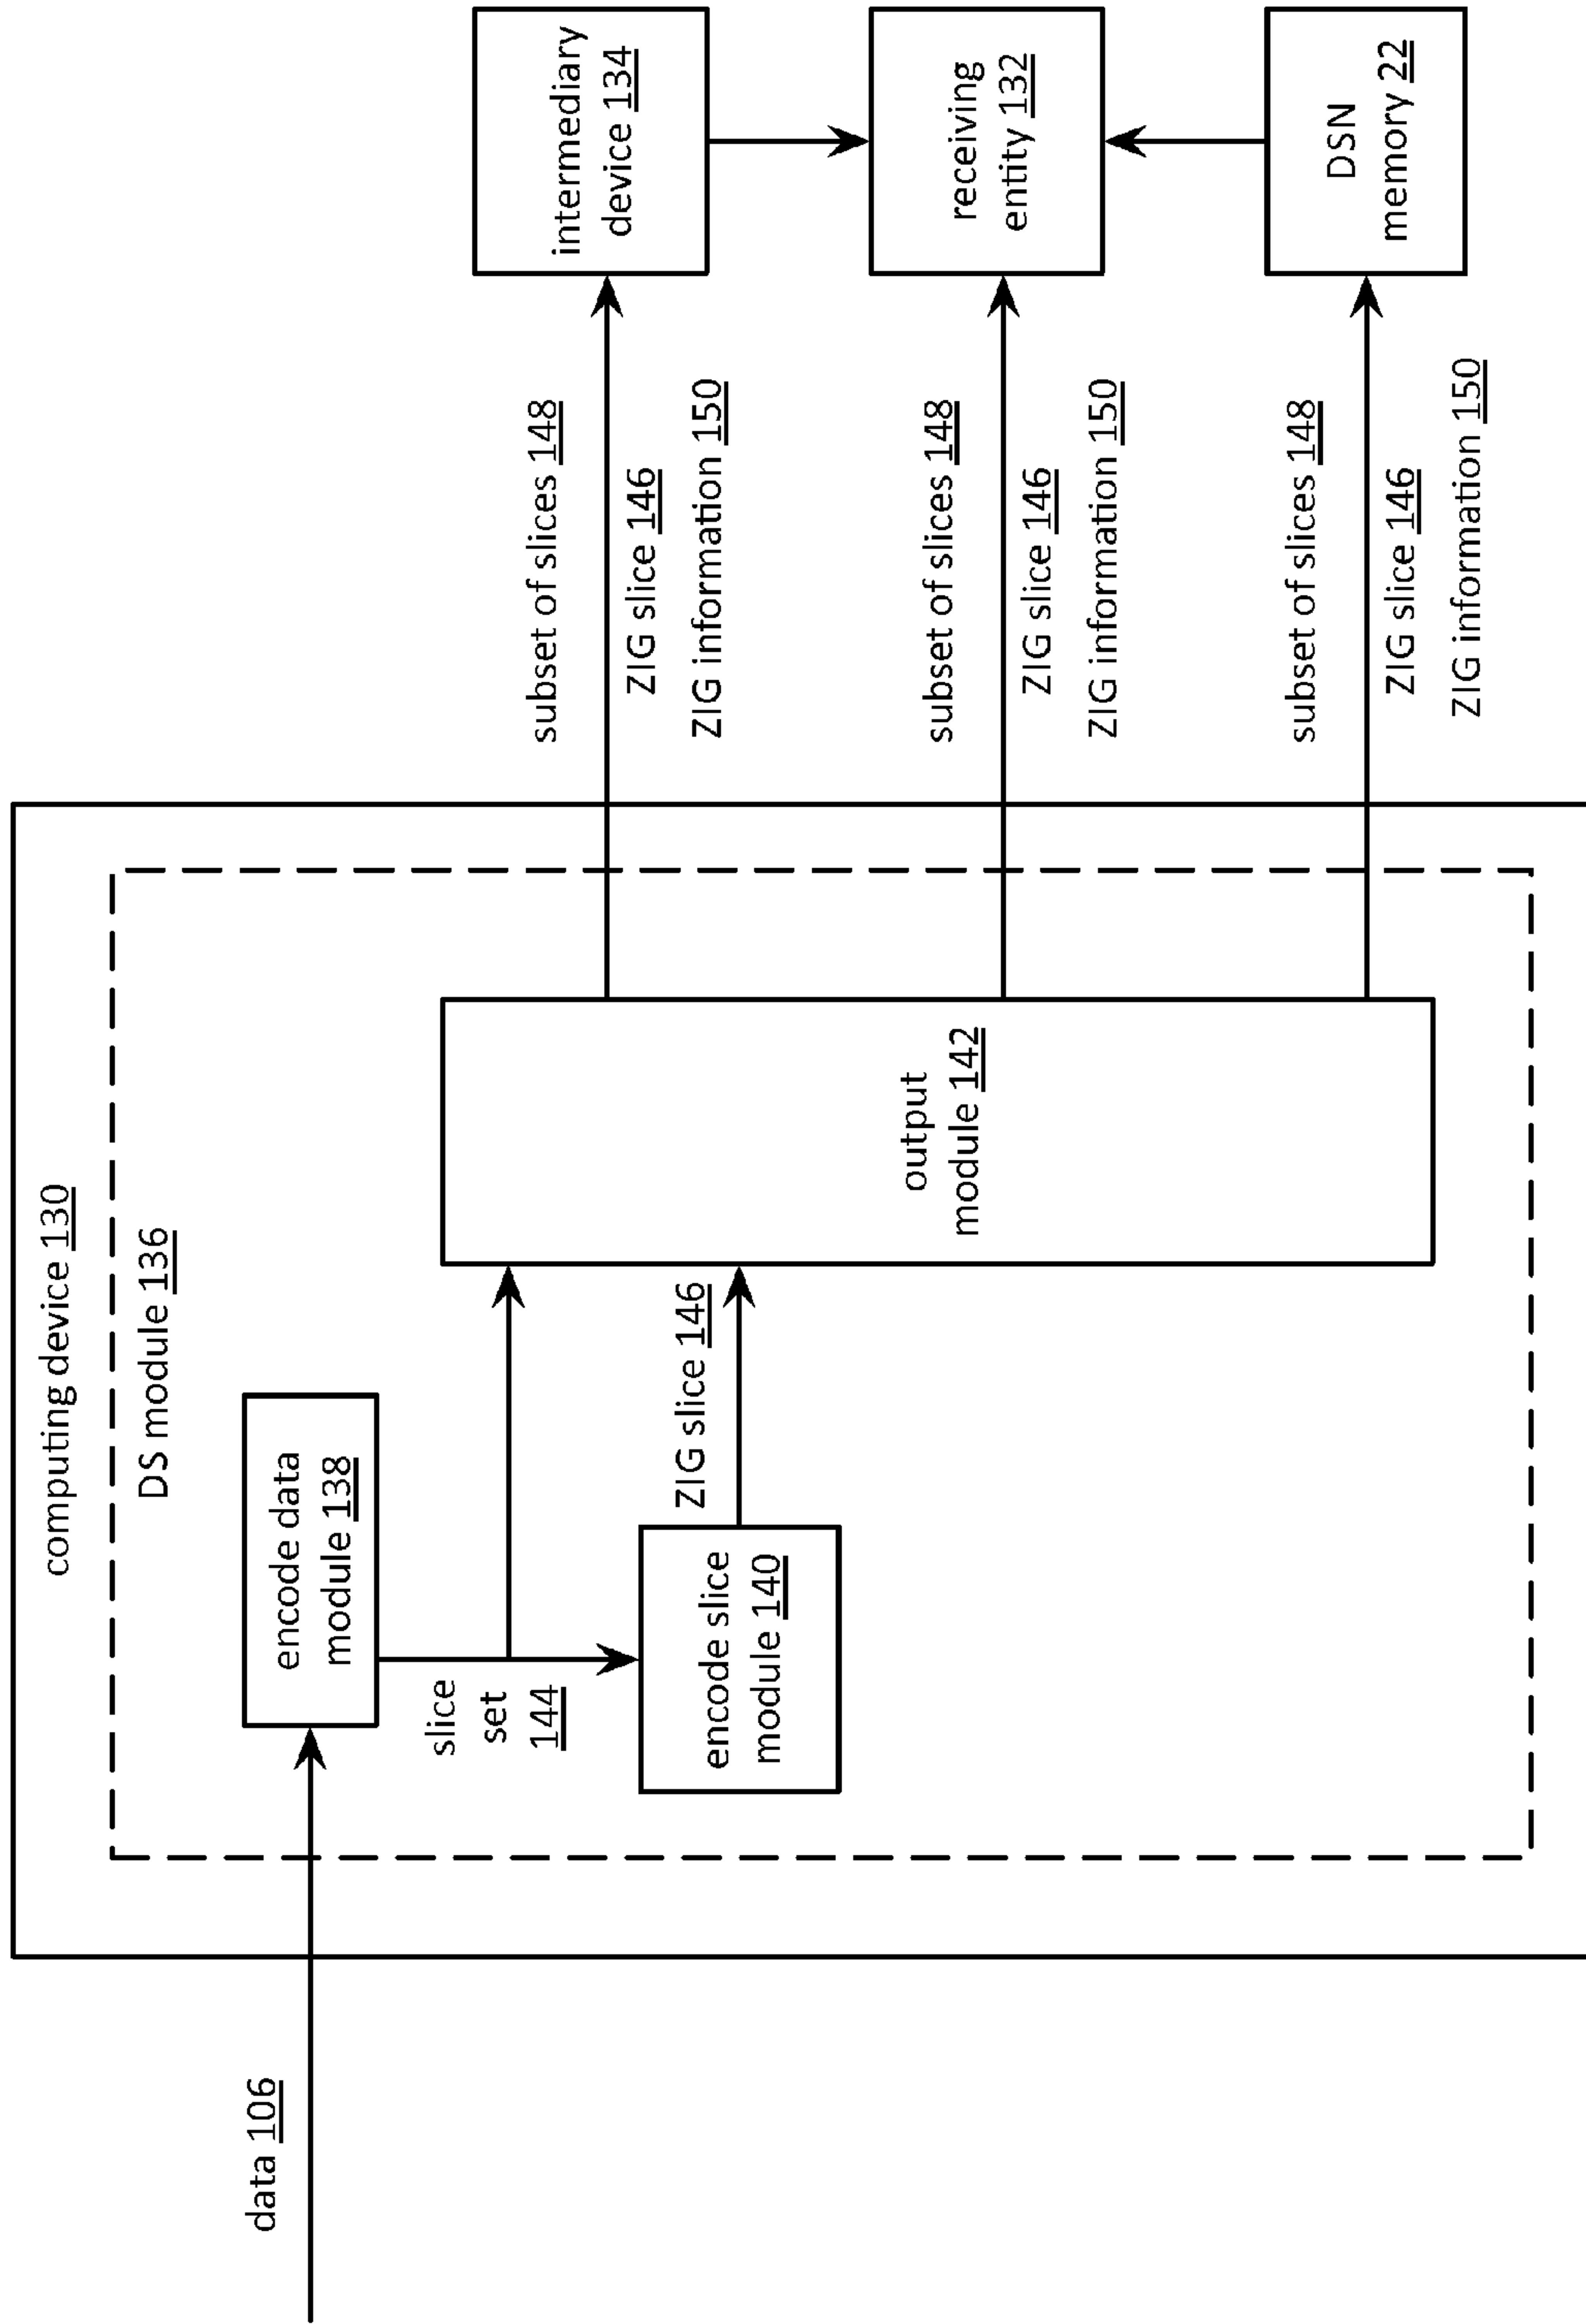 computing device 130
DS module 136
data 106
encode data
module 138
slice
set
144
encode slice
module 140
ZIG slice 146
output
module 142
subset of slices 148
ZIG slice 146
ZIG information 150
intermediary
device 134
subset of slices 148
ZIG slice 146
ZIG information 150
receiving
entity 132
subset of slices 148
ZIG slice 146
ZIG information 150
DSN
memory 22